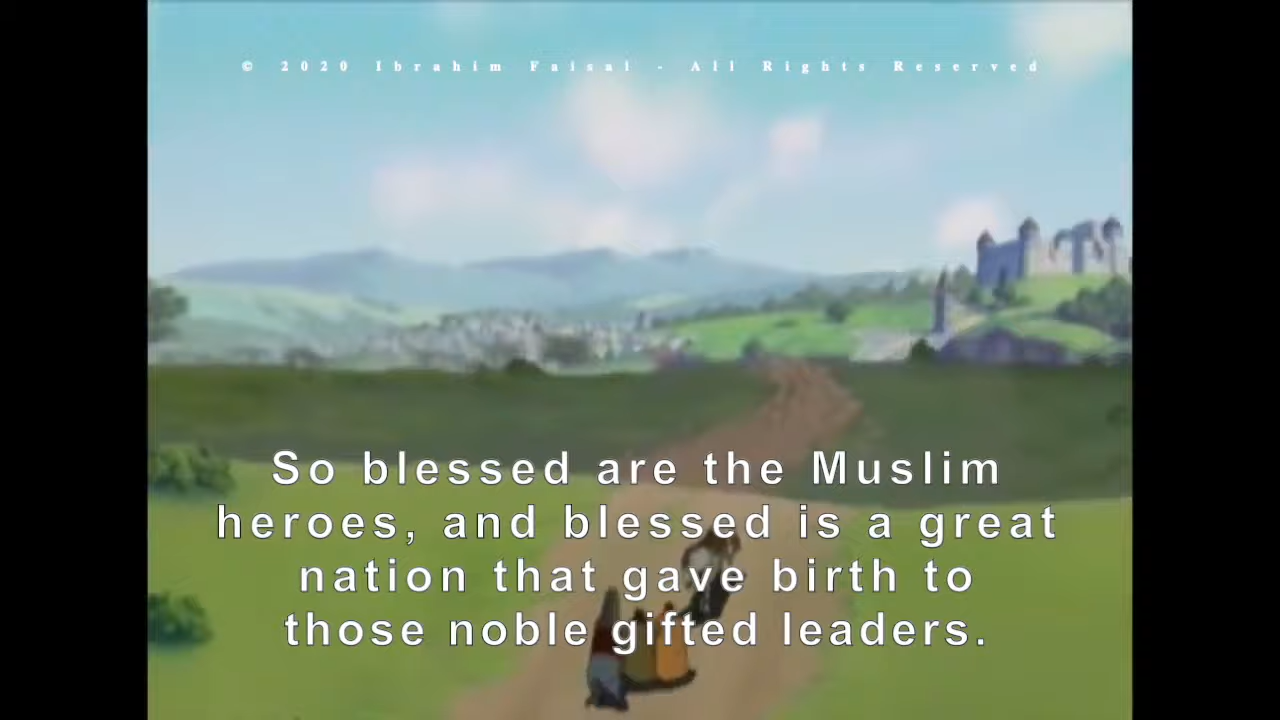 © 2020 Ibrahim Faisal - All Rights Reserved
So blessed are the Muslim
heroes, and blessed is a great
nation that gave birth to
those noble gifted leaders.